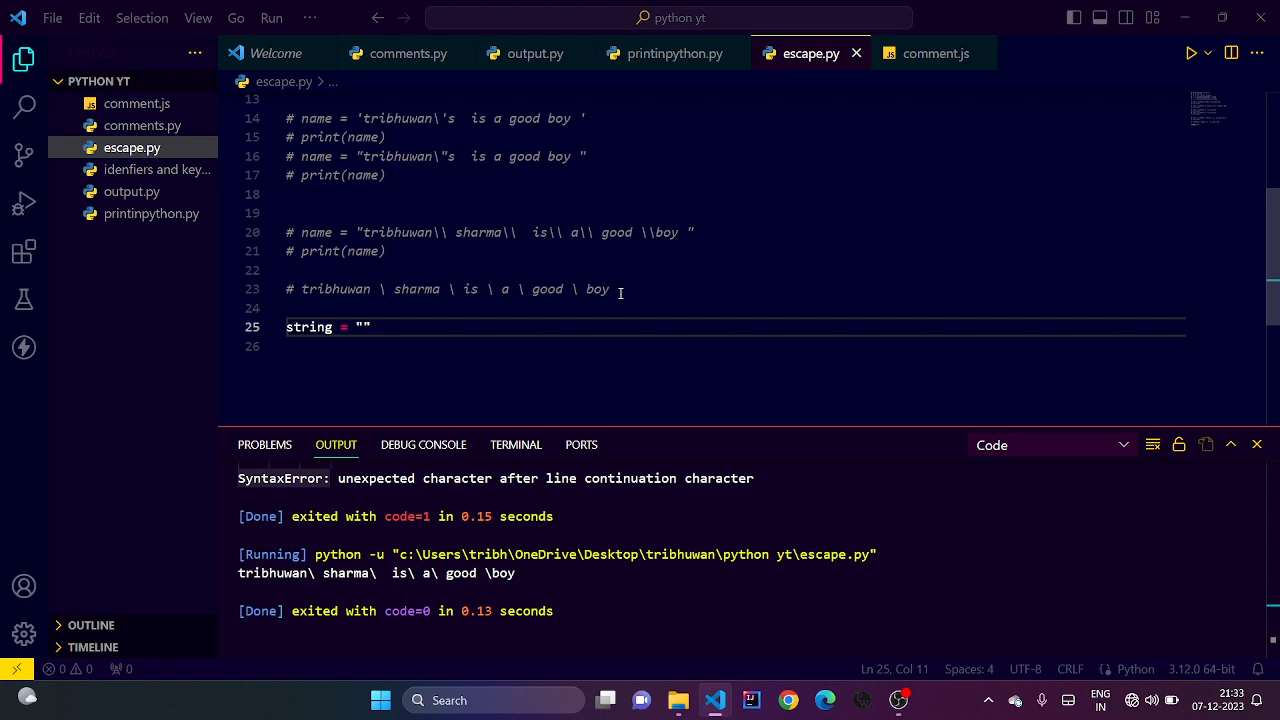 File Edit Selection View Go Run ··· python yt
··· Welcome comments.py output.py printinpython.py escape.py comment.js ···
PYTHON YT
comment.js
comments.py
escape.py
idenfiers and key...
output.py
printinpython.py
OUTLINE
TIMELINE
escape.py > ...
13
14 # name = 'tribhuwan\'s  is a good boy '
15 # print(name)
16 # name = "tribhuwan\"s  is a good boy "
17 # print(name)
18
19
20 # name = "tribhuwan\\ sharma\\  is\\ a\\ good \\boy "
21 # print(name)
22
23 # tribhuwan \ sharma \ is \ a \ good \ boy
24
25 string = ""
26
PROBLEMS OUTPUT DEBUG CONSOLE TERMINAL PORTS Code
SyntaxError: unexpected character after line continuation character
[Done] exited with code=1 in 0.15 seconds
[Running] python -u "c:\Users\tribh\OneDrive\Desktop\tribhuwan\python yt\escape.py"
tribhuwan\ sharma\  is\ a\ good \boy
[Done] exited with code=0 in 0.13 seconds
0 0 0 Ln 25, Col 11 Spaces: 4 UTF-8 CRLF Python 3.12.0 64-bit
Search ENG IN 21:33 07-12-2023